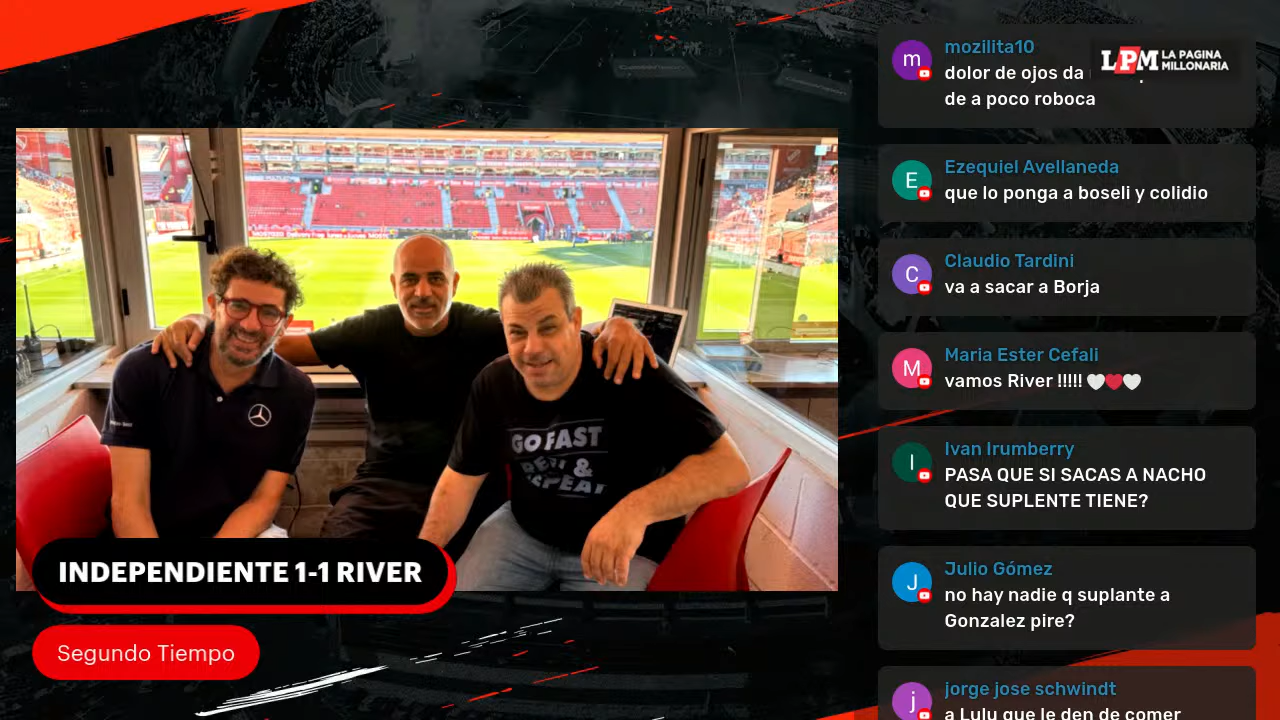 INDEPENDIENTE 1-1 RIVER
Segundo Tiempo
GO FAST
&
LPM LA PAGINA
MILLONARIA
m
mozilita10
dolor de ojos da
de a poco roboca
E
Ezequiel Avellaneda
que lo ponga a boseli y colidio
C
Claudio Tardini
va a sacar a Borja
M
Maria Ester Cefali
vamos River !!!!! 🤍❤️🤍
I
Ivan Irumberry
PASA QUE SI SACAS A NACHO
QUE SUPLENTE TIENE?
J
Julio Gómez
no hay nadie q suplante a
Gonzalez pire?
j
jorge jose schwindt
a Lulu que le den de comer